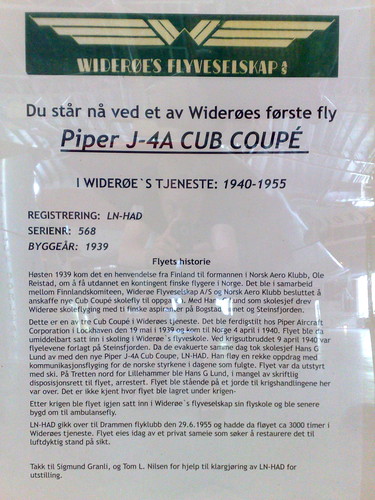 WIDERØE'S FLYVESELSKAP A/S
Du står nå ved et av Widerøes første fly
Piper J-4A CUB COUPÉ
I WIDERØE`S TJENESTE: 1940-1955
REGISTRERING: LN-HAD
SERIENR: 568
BYGGEÅR: 1939
Flyets historie
Høsten 1939 kom det en henvendelse fra Finland til formannen i Norsk Aero Klubb, Ole
Reistad, om å få utdannet en kontingent finske flygere i Norge. Det ble i samarbeid
mellom Finnlandskomiteen, Widerøe Flyveselskap A/S og Norsk Aero Klubb besluttet å
anskaffe nye Cub Coupé skolefly til oppgaven. Med Hans G Lund som skolesjef drev
Widerøe skoleflyging med ti finske aspiranter på Bogstad net og Steinsfjorden.
Dette er en av tre Cub Coupé i Widerøes tjeneste. Det ble ferdigstilt hos Piper Aircraft
Corporation i Lockhaven den 19 mai 1939 og kom til Norge 4 april 1940. Flyet ble da
umiddelbart satt inn i skoling i Widerøe`s flyveskole. Ved krigsutbruddet 9 april 1940 var
flyelevene forlagt på Steinsfjorden. Da de evakuerte samme dag tok skolesjef Hans G
Lund av med den nye Piper J-4A Cub Coupe, LN-HAD. Han fløy en rekke oppdrag med
kommunikasjonsflyging for de norske styrkene i dagene som fulgte. Flyet var da utstyrt
med ski. På Tretten nord for Lillehammer ble Hans G Lund, i mangel av skriftlig
disposisjonsrett til flyet, arrestert. Flyet ble stående på et jorde til krigshandlingene her
var over. Det er ikke kjent hvor flyet ble lagret under krigen-
Etter krigen ble flyet igjen satt inn i Widerøe`s flyveselskap sin flyskole og ble senere
bygd om til ambulansefly.
LN-HAD gikk over til Drammen flyklubb den 29.6.1955 og hadde da fløyet ca 3000 timer i
Widerøes tjeneste. Flyet eies idag av et privat sameie som søker å restaurere det til
luftdyktig stand på sikt.
Takk til Sigmund Granli, og Tom L. Nilsen for hjelp til klargjøring av LN-HAD for
utstilling.